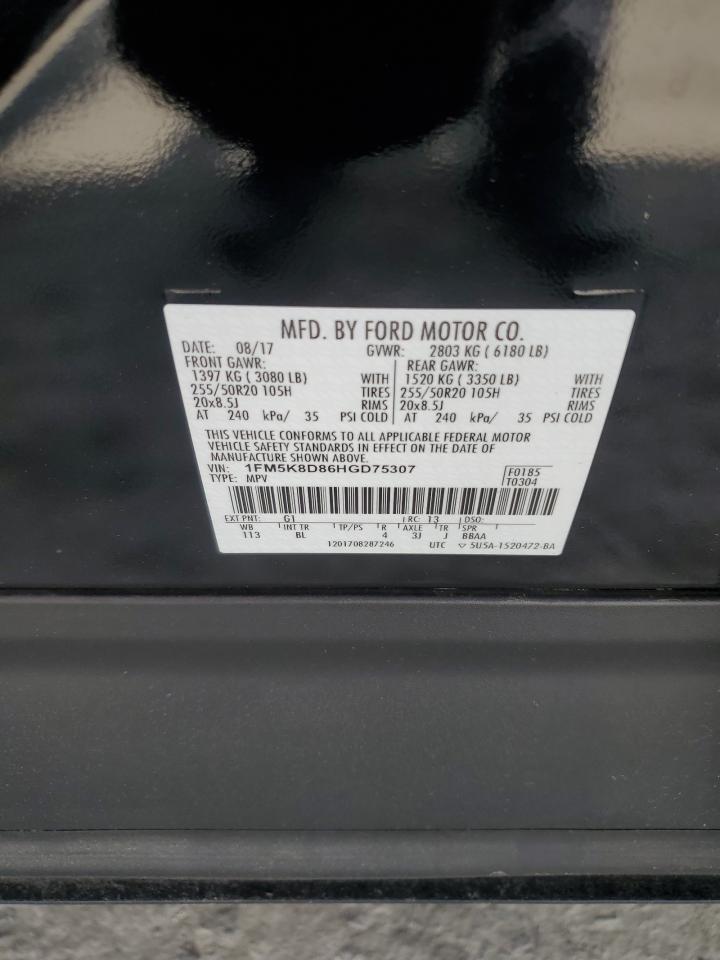 MFD. BY FORD MOTOR CO.
DATE: 08/17 GVWR: 2803 KG ( 6180 LB)
FRONT GAWR: REAR GAWR:
1397 KG ( 3080 LB) WITH 1520 KG ( 3350 LB) WITH
255/50R20 105H TIRES 255/50R20 105H TIRES
20x8.5J RIMS 20x8.5J RIMS
AT 240 kPa/ 35 PSI COLD AT 240 kPa/ 35 PSI COLD
THIS VEHICLE CONFORMS TO ALL APPLICABLE FEDERAL MOTOR
VEHICLE SAFETY STANDARDS IN EFFECT ON THE DATE OF
MANUFACTURE SHOWN ABOVE.
VIN: 1FM5K8D86HGD75307 F0185
TYPE: MPV T0304
EXT PNT: G1 RC: 13 DSO:
WB INT TR TP/PS R AXLE TR SPR
113 BL 4 3J J BBAA
1201708287246 UTC ▽ 5U5A-1520472-BA